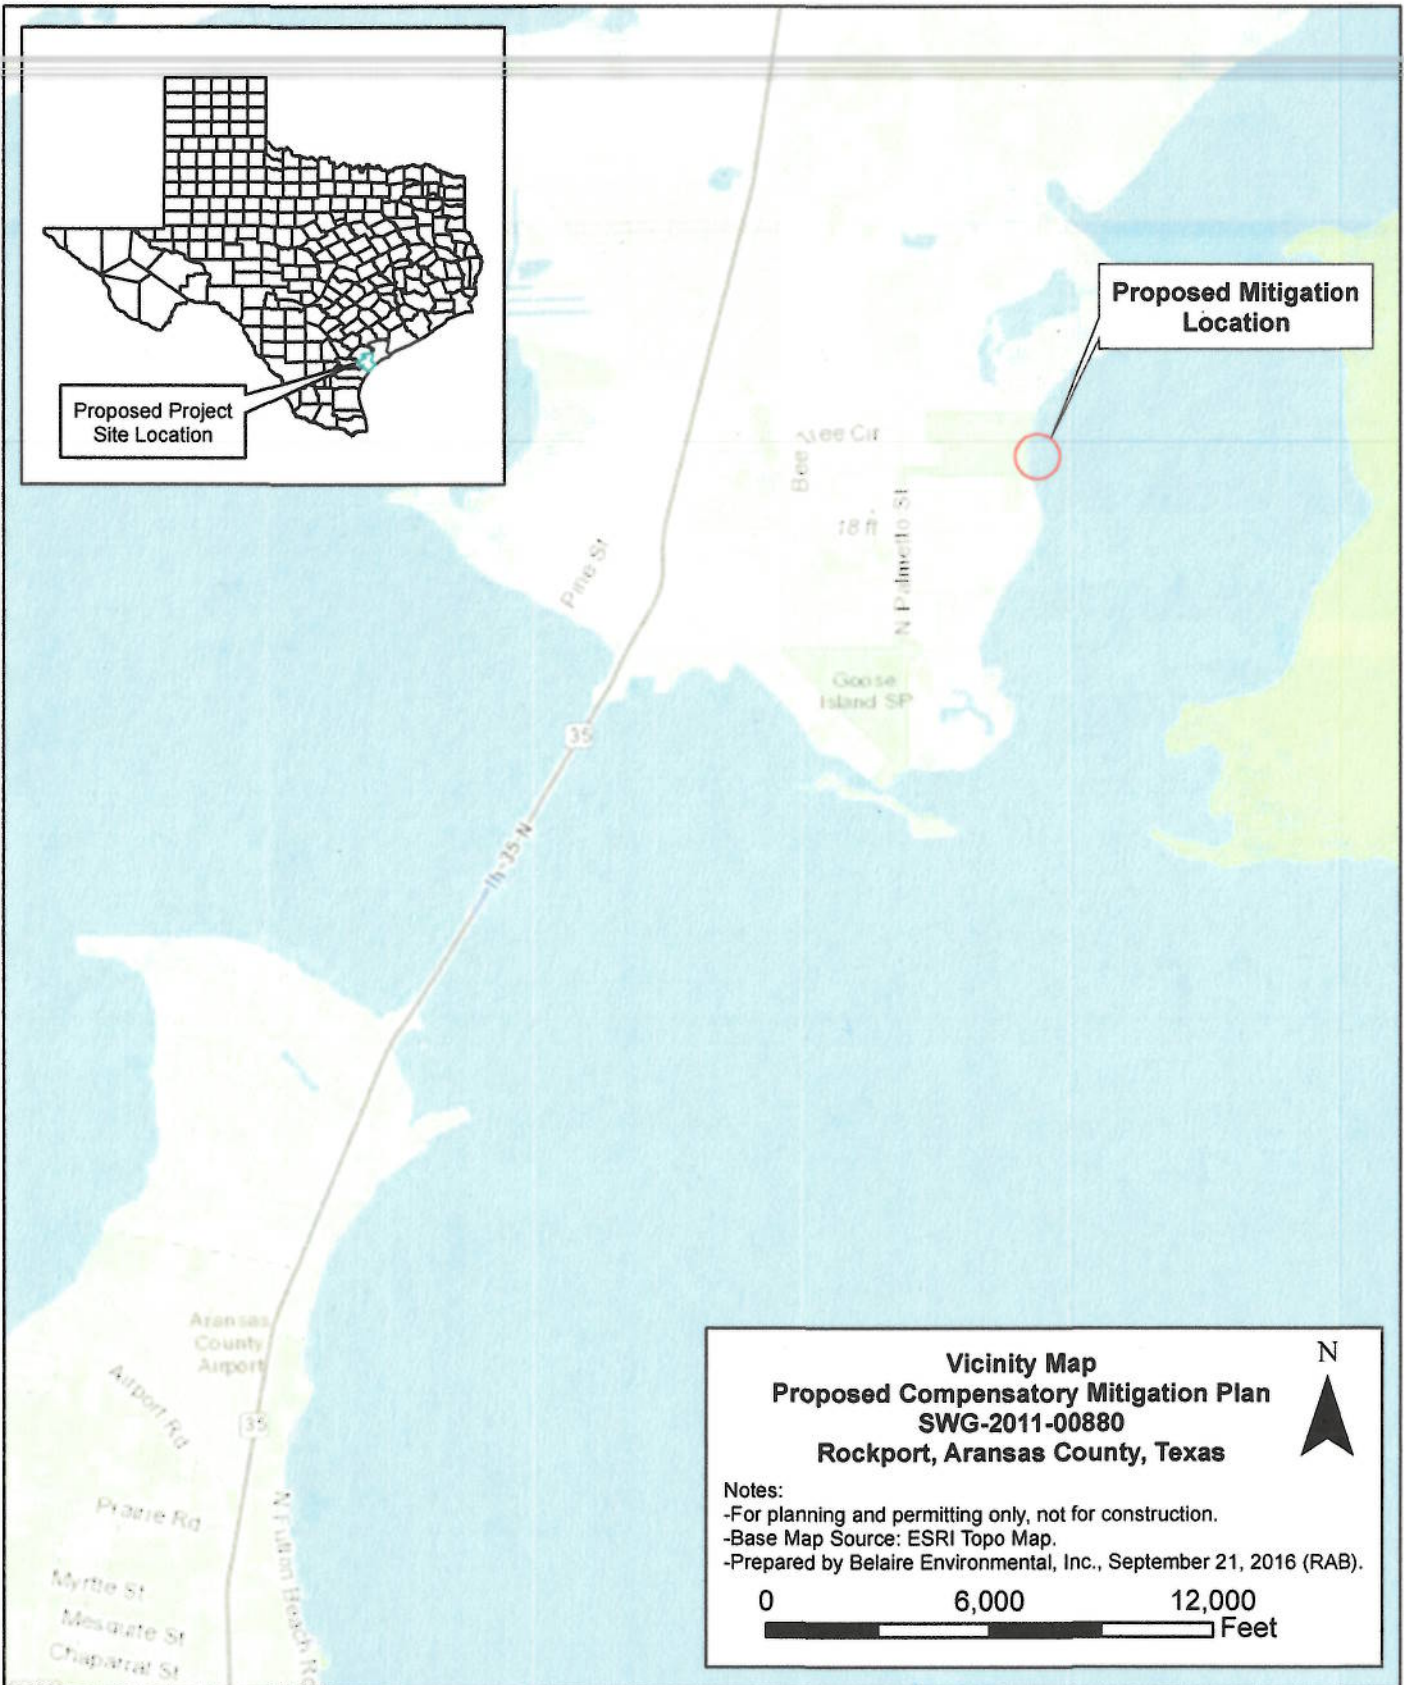 Proposed Project
Site Location
Proposed Mitigation
Location
Bee
Cir
18 ft
N Palmetto St
Pine St
Goose
Island SP
35
Ih-35-N
Aransas
County
Airport
Airport Rd
35
Prairie Rd
N Fulton Beach Rd
Myrtle St
Mesquite St
Chaparral St
Vicinity Map
Proposed Compensatory Mitigation Plan
SWG-2011-00880
Rockport, Aransas County, Texas
N
Notes:
-For planning and permitting only, not for construction.
-Base Map Source: ESRI Topo Map.
-Prepared by Belaire Environmental, Inc., September 21, 2016 (RAB).
0 6,000 12,000
Feet